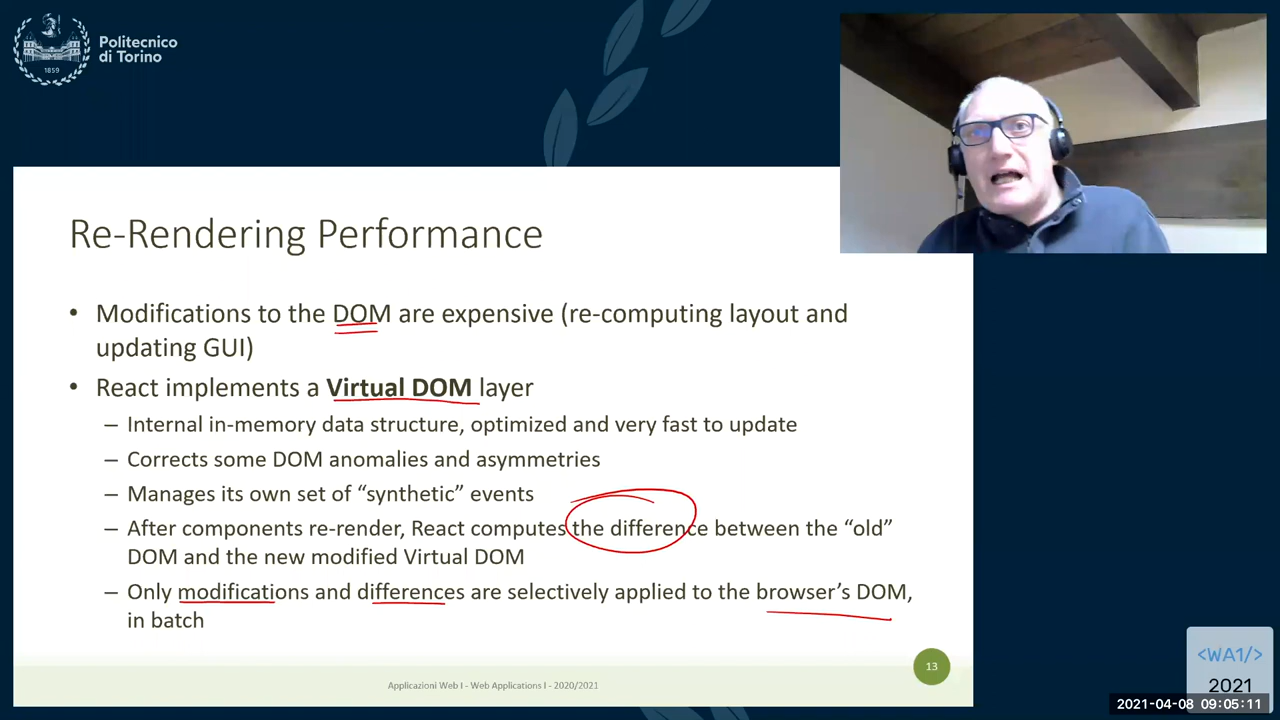 Politecnico
di Torino
1859
Re-Rendering Performance
• Modifications to the DOM are expensive (re-computing layout and
updating GUI)
• React implements a Virtual DOM layer
– Internal in-memory data structure, optimized and very fast to update
– Corrects some DOM anomalies and asymmetries
– Manages its own set of “synthetic” events
– After components re-render, React computes the difference between the “old”
DOM and the new modified Virtual DOM
– Only modifications and differences are selectively applied to the browser’s DOM,
in batch
13
Applicazioni Web I - Web Applications I - 2020/2021
<WA1/>
2021
2021-04-08 09:05:11